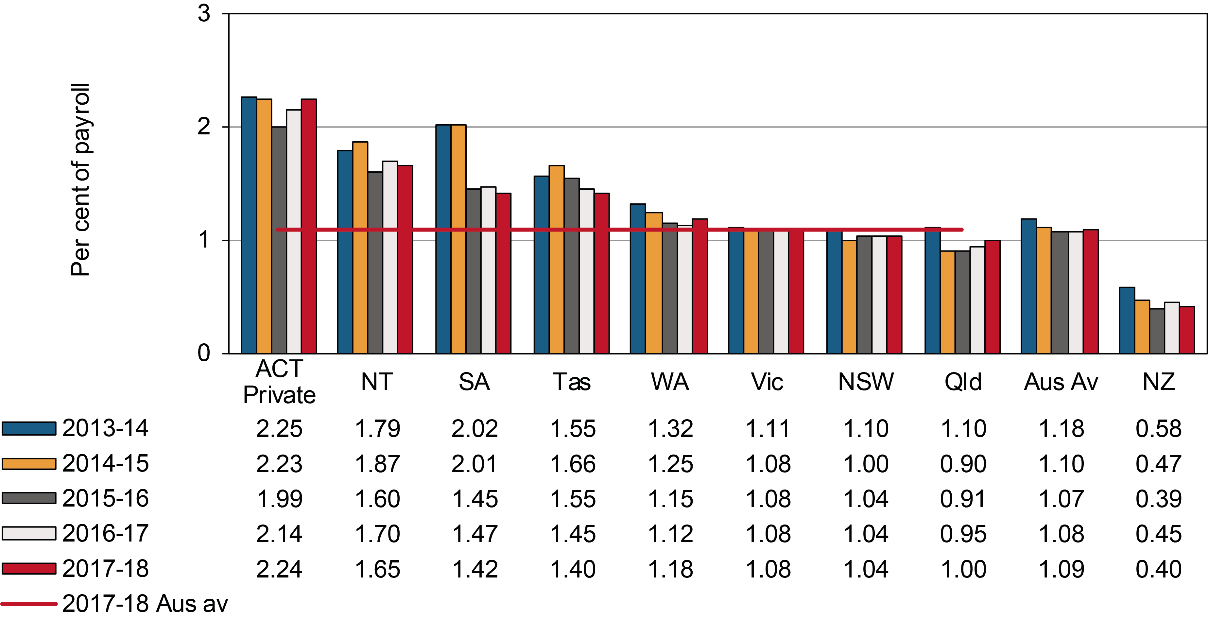 3
2
1
0
Per cent of payroll
ACT Private NT SA Tas WA Vic NSW Qld Aus Av NZ
2013-14 2.25 1.79 2.02 1.55 1.32 1.11 1.10 1.10 1.18 0.58
2014-15 2.23 1.87 2.01 1.66 1.25 1.08 1.00 0.90 1.10 0.47
2015-16 1.99 1.60 1.45 1.55 1.15 1.08 1.04 0.91 1.07 0.39
2016-17 2.14 1.70 1.47 1.45 1.12 1.08 1.04 0.95 1.08 0.45
2017-18 2.24 1.65 1.42 1.40 1.18 1.08 1.04 1.00 1.09 0.40
2017-18 Aus av